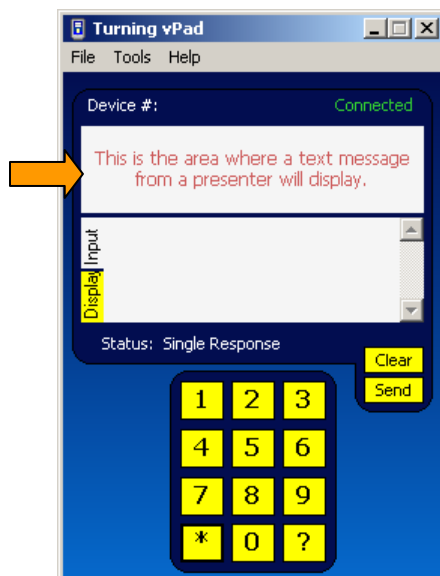 Turning vPad
File Tools Help
Device #: Connected
This is the area where a text message
from a presenter will display.
Input
Display
Status: Single Response
Clear
Send
1 2 3
4 5 6
7 8 9
* 0 ?